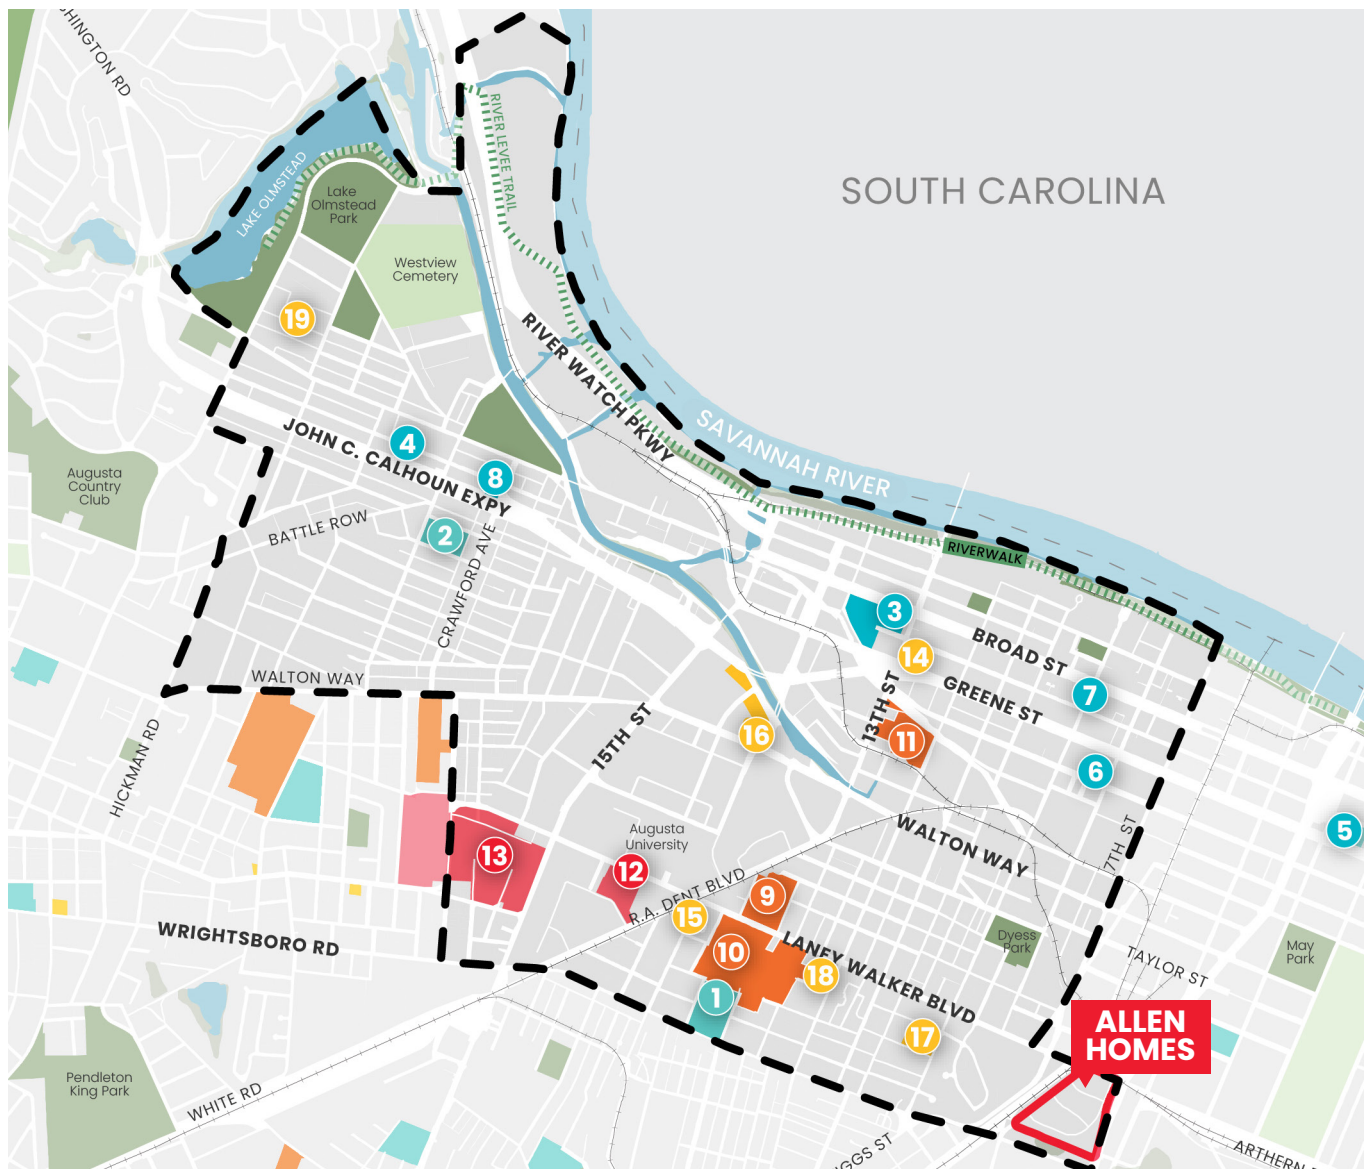 SHINGTON RD
RIVER LEVEE TRAIL
LAKE OLMSTEAD
Lake
Olmstead
Park
SOUTH CAROLINA
Westview
Cemetery
19
RIVER WATCH PKWY
JOHN C. CALHOUN EXPY
4
SAVANNAH RIVER
Augusta
Country
Club
8
BATTLE ROW
2
CRAWFORD AVE
RIVERWALK
3
BROAD ST
14
GREENE ST
WALTON WAY
7
13TH ST
15TH ST
16
11
6
HICKMAN RD
5
WALTON WAY
7TH ST
Augusta
University
13
12
R.A. DENT BLVD
9
15
WRIGHTSBORO RD
LANEY WALKER BLVD
Dyess
Park
May
Park
10
18
TAYLOR ST
1
17
ALLEN
HOMES
Pendleton
King Park
WHITE RD
GGS ST
ARTHERN